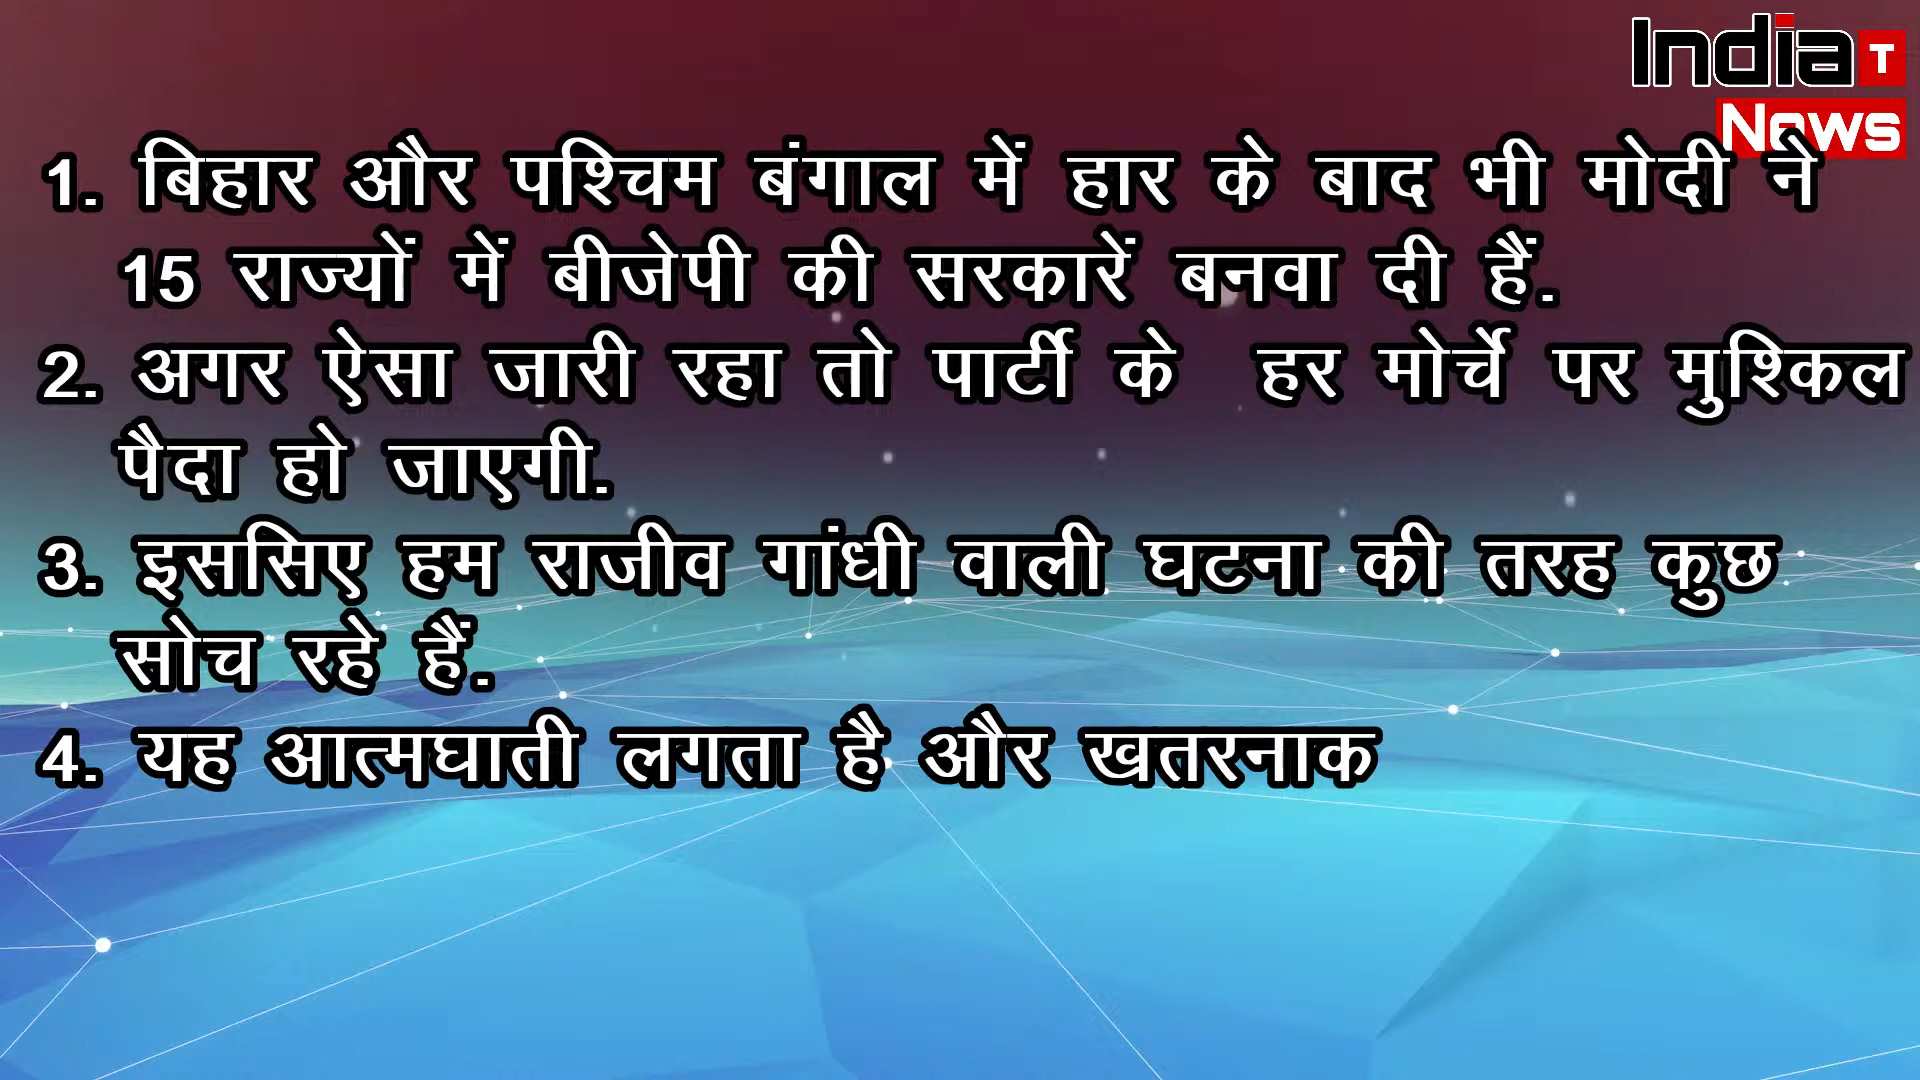 India T
News
1. बिहार और पश्चिम बंगाल में हार के बाद भी मोदी ने
15 राज्यों में बीजेपी की सरकारें बनवा दी हैं.
2. अगर ऐसा जारी रहा तो पार्टी के हर मोर्चे पर मुश्किल
पैदा हो जाएगी.
3. इससिए हम राजीव गांधी वाली घटना की तरह कुछ
सोच रहे हैं.
4. यह आत्मघाती लगता है और खतरनाक